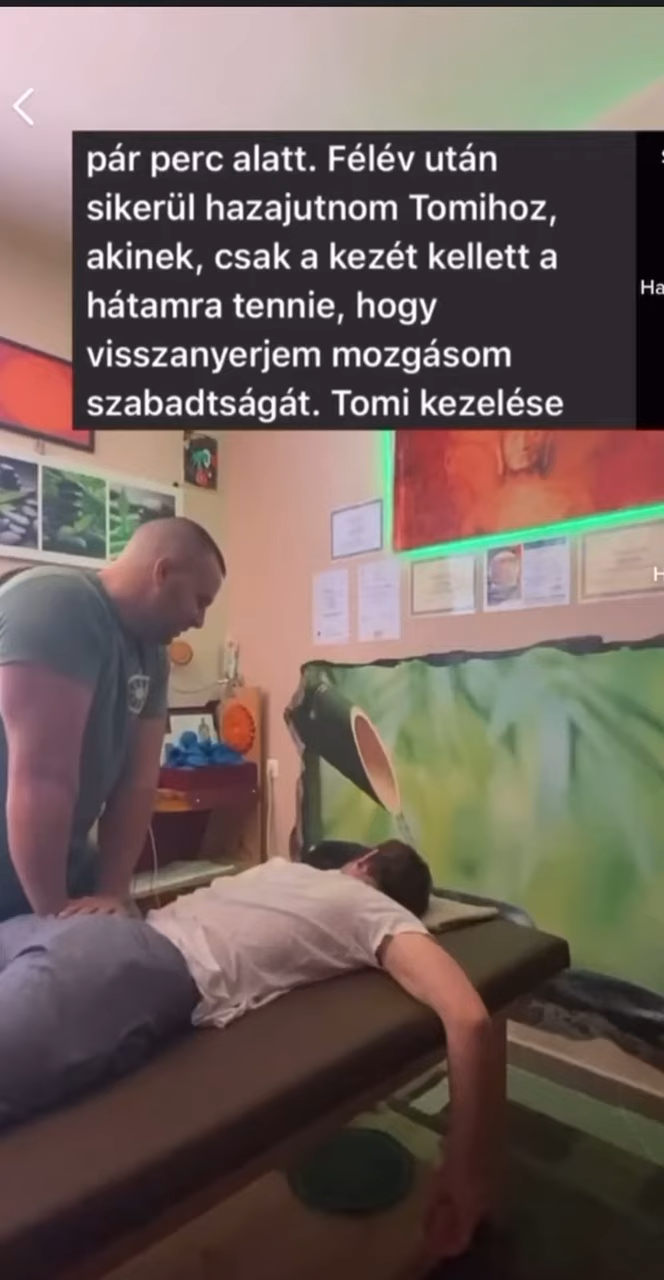 pár perc alatt. Félév után
sikerül hazajutnom Tomihoz,
akinek, csak a kezét kellett a
hátamra tennie, hogy
visszanyerjem mozgásom
szabadtságát. Tomi kezelése
Ha
H